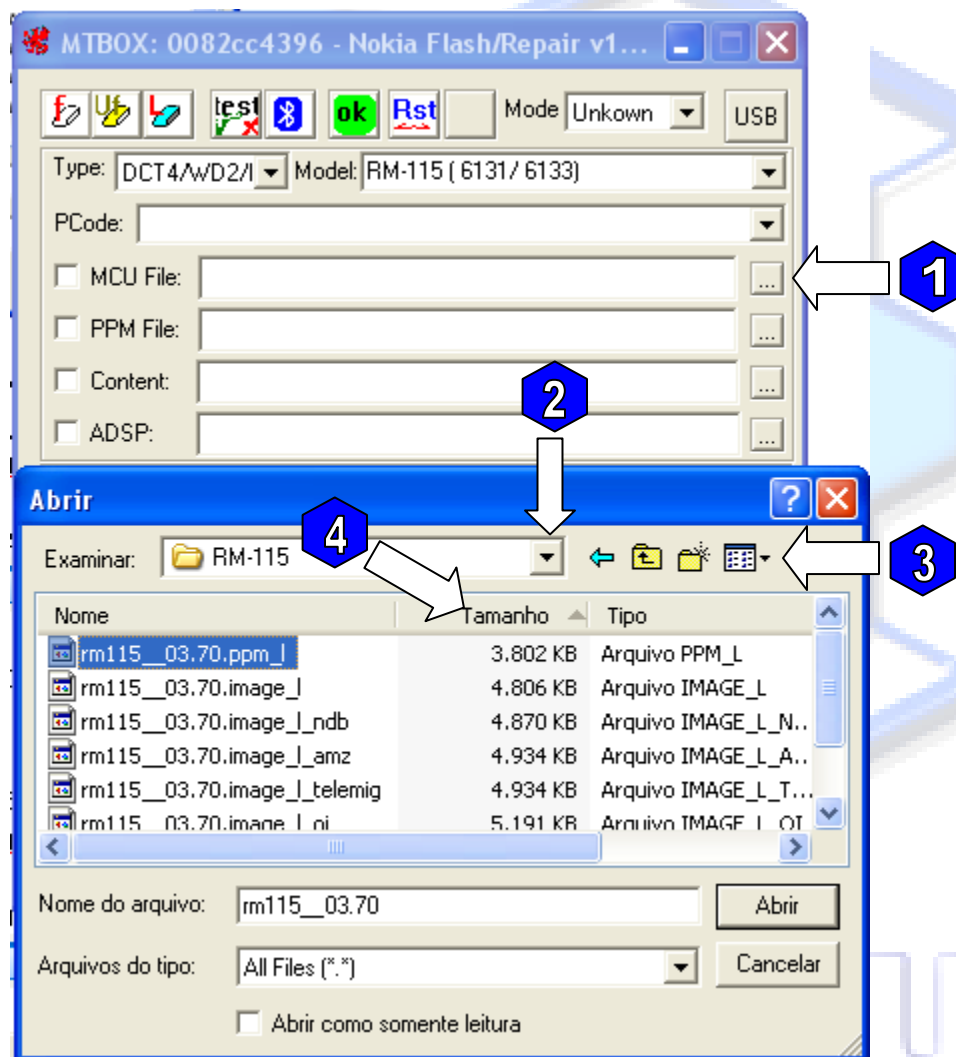 MTBOX: 0082cc4396 - Nokia Flash/Repair v1...
f Uf test ok Rst Mode Unkown USB
Type: DCT4/WD2/I Model: RM-115 ( 6131/ 6133)
PCode:
MCU File: ... 1
PPM File: ...
Content: ... 2
ADSP: ...
Abrir
Examinar: RM-115 4 3
Nome Tamanho Tipo
rm115__03.70.ppm_l 3.802 KB Arquivo PPM_L
rm115__03.70.image_l 4.806 KB Arquivo IMAGE_L
rm115__03.70.image_l_ndb 4.870 KB Arquivo IMAGE_L_N...
rm115__03.70.image_l_amz 4.934 KB Arquivo IMAGE_L_A...
rm115__03.70.image_l_telemig 4.934 KB Arquivo IMAGE_L_T...
rm115__03.70.image_l_oi 5.191 KB Arquivo IMAGE_L_OI
Nome do arquivo: rm115__03.70 Abrir
Arquivos do tipo: All Files (*.*) Cancelar
Abrir como somente leitura